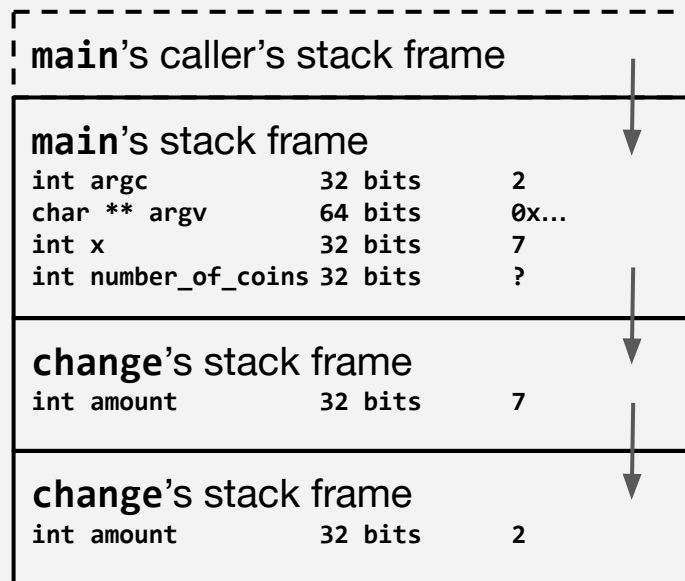 main’s caller’s stack frame
main’s stack frame
int argc 32 bits 2
char ** argv 64 bits 0x…
int x 32 bits 7
int number_of_coins 32 bits ?
change’s stack frame
int amount 32 bits 7
change’s stack frame
int amount 32 bits 2